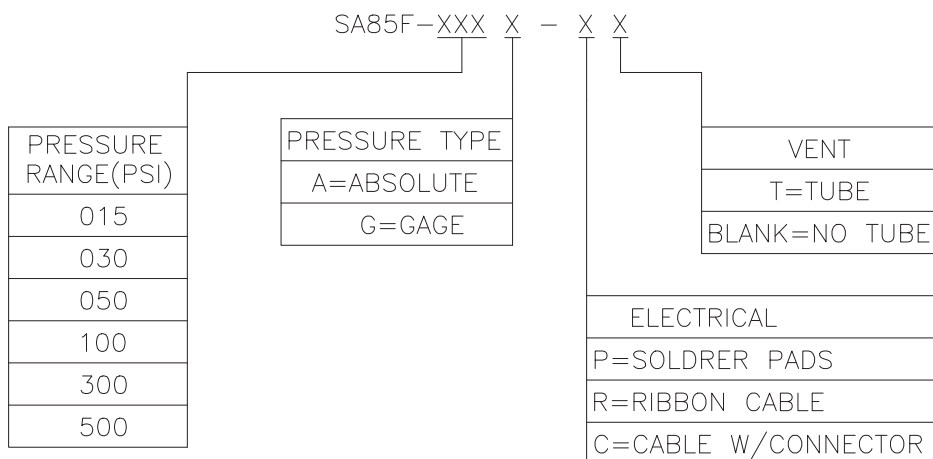 SA85F-XXX X - X X
PRESSURE
RANGE(PSI)
015
030
050
100
300
500
PRESSURE TYPE
A=ABSOLUTE
G=GAGE
VENT
T=TUBE
BLANK=NO TUBE
ELECTRICAL
P=SOLDRER PADS
R=RIBBON CABLE
C=CABLE W/CONNECTOR